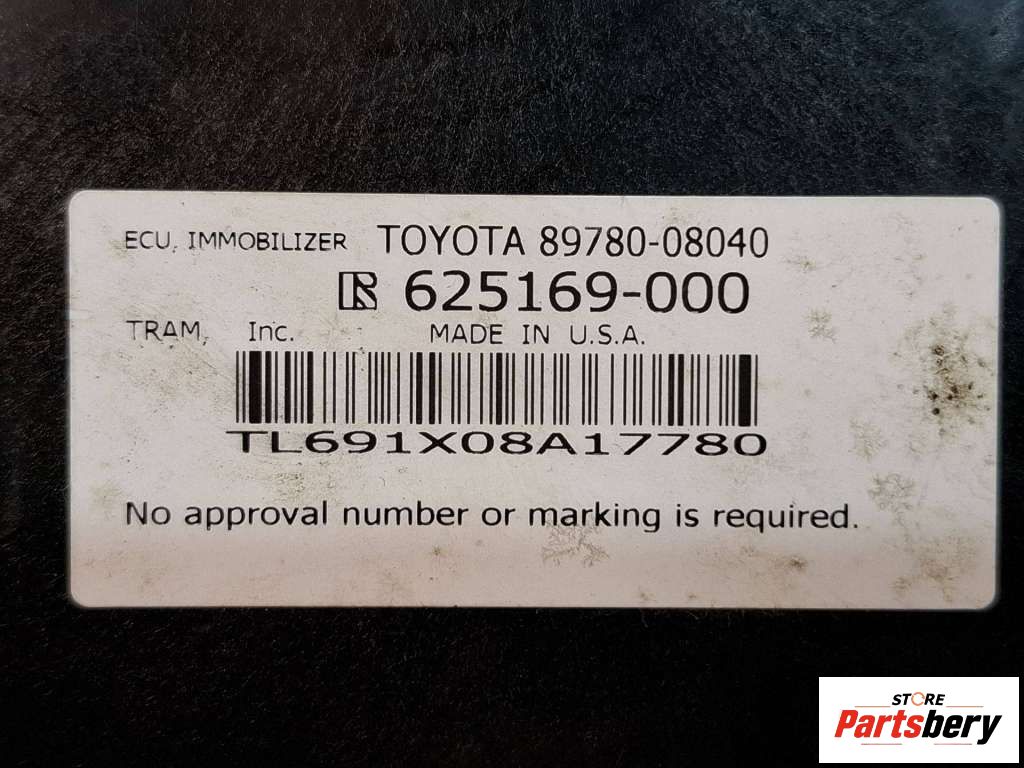 ECU, IMMOBILIZER TOYOTA 89780-08040
625169-000
TRAM, Inc. MADE IN U.S.A.
TL691X08A17780
No approval number or marking is required.
STORE
Partsbery